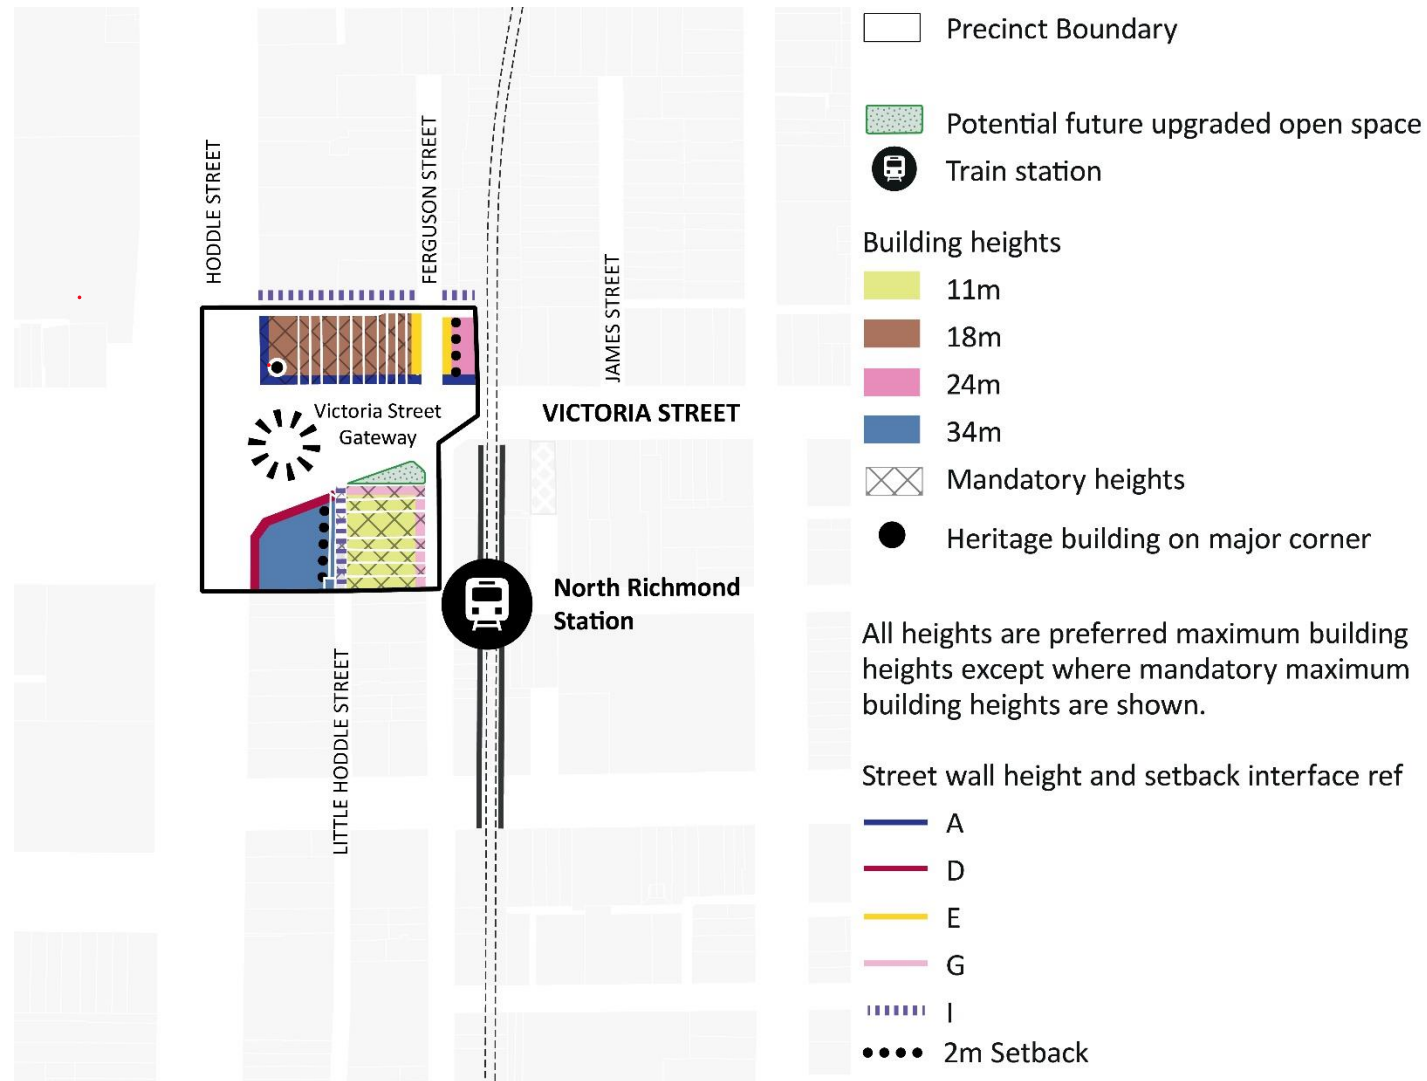 HODDLE STREET
FERGUSON STREET
JAMES STREET
Victoria Street
Gateway
VICTORIA STREET
North Richmond
Station
LITTLE HODDLE STREET
Precinct Boundary
Potential future upgraded open space
Train station
Building heights
11m
18m
24m
34m
Mandatory heights
Heritage building on major corner
All heights are preferred maximum building
heights except where mandatory maximum
building heights are shown.
Street wall height and setback interface ref
A
D
E
G
I
2m Setback